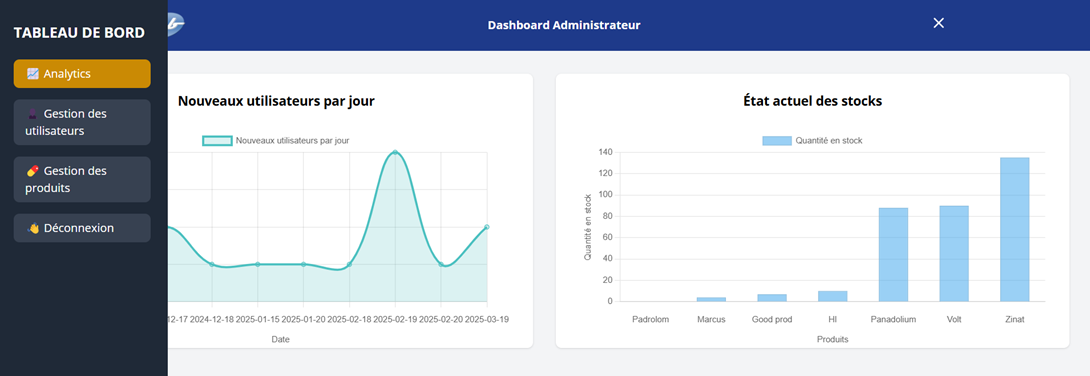 TABLEAU DE BORD
Analytics
Gestion des
utilisateurs
Gestion des
produits
Déconnexion
Dashboard Administrateur
Nouveaux utilisateurs par jour
Nouveaux utilisateurs par jour
12-17 2024-12-18 2025-01-15 2025-01-20 2025-02-18 2025-02-19 2025-02-20 2025-03-19
Date
État actuel des stocks
Quantité en stock
Quantité en stock
140
120
100
80
60
40
20
0
Padrolom Marcus Good prod HI Panadolium Volt Zinat
Produits